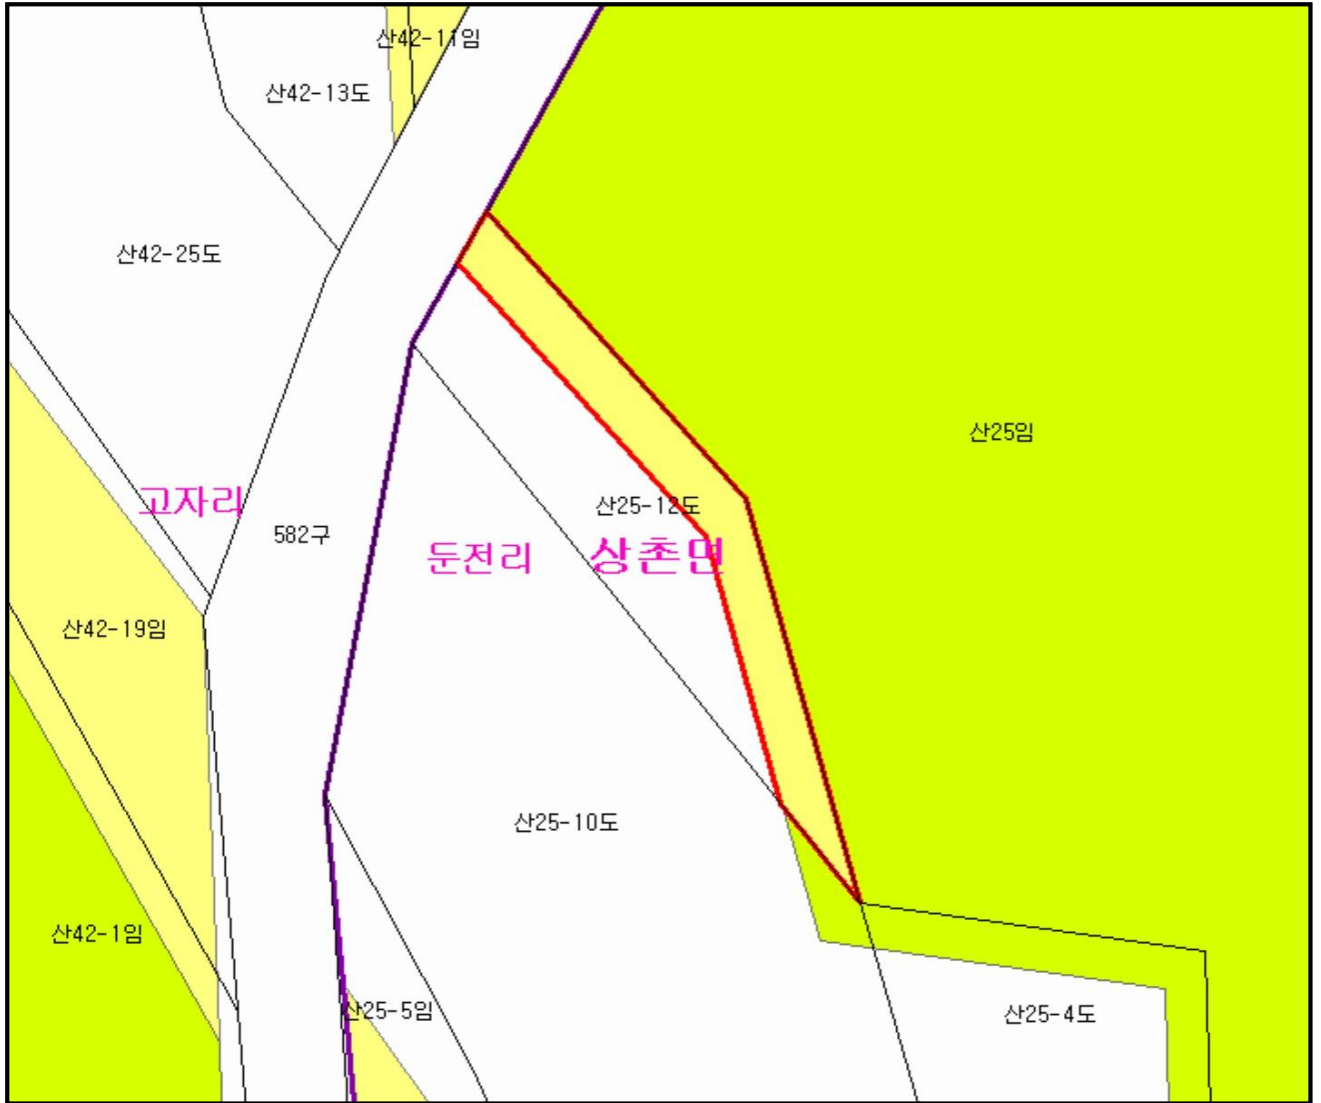 산42-11임
산42-13도
산42-25도
산25임
고자리
산25-12도
582구
둔전리
상촌면
산42-19임
산25-10도
산42-1임
산25-5임
산25-4도